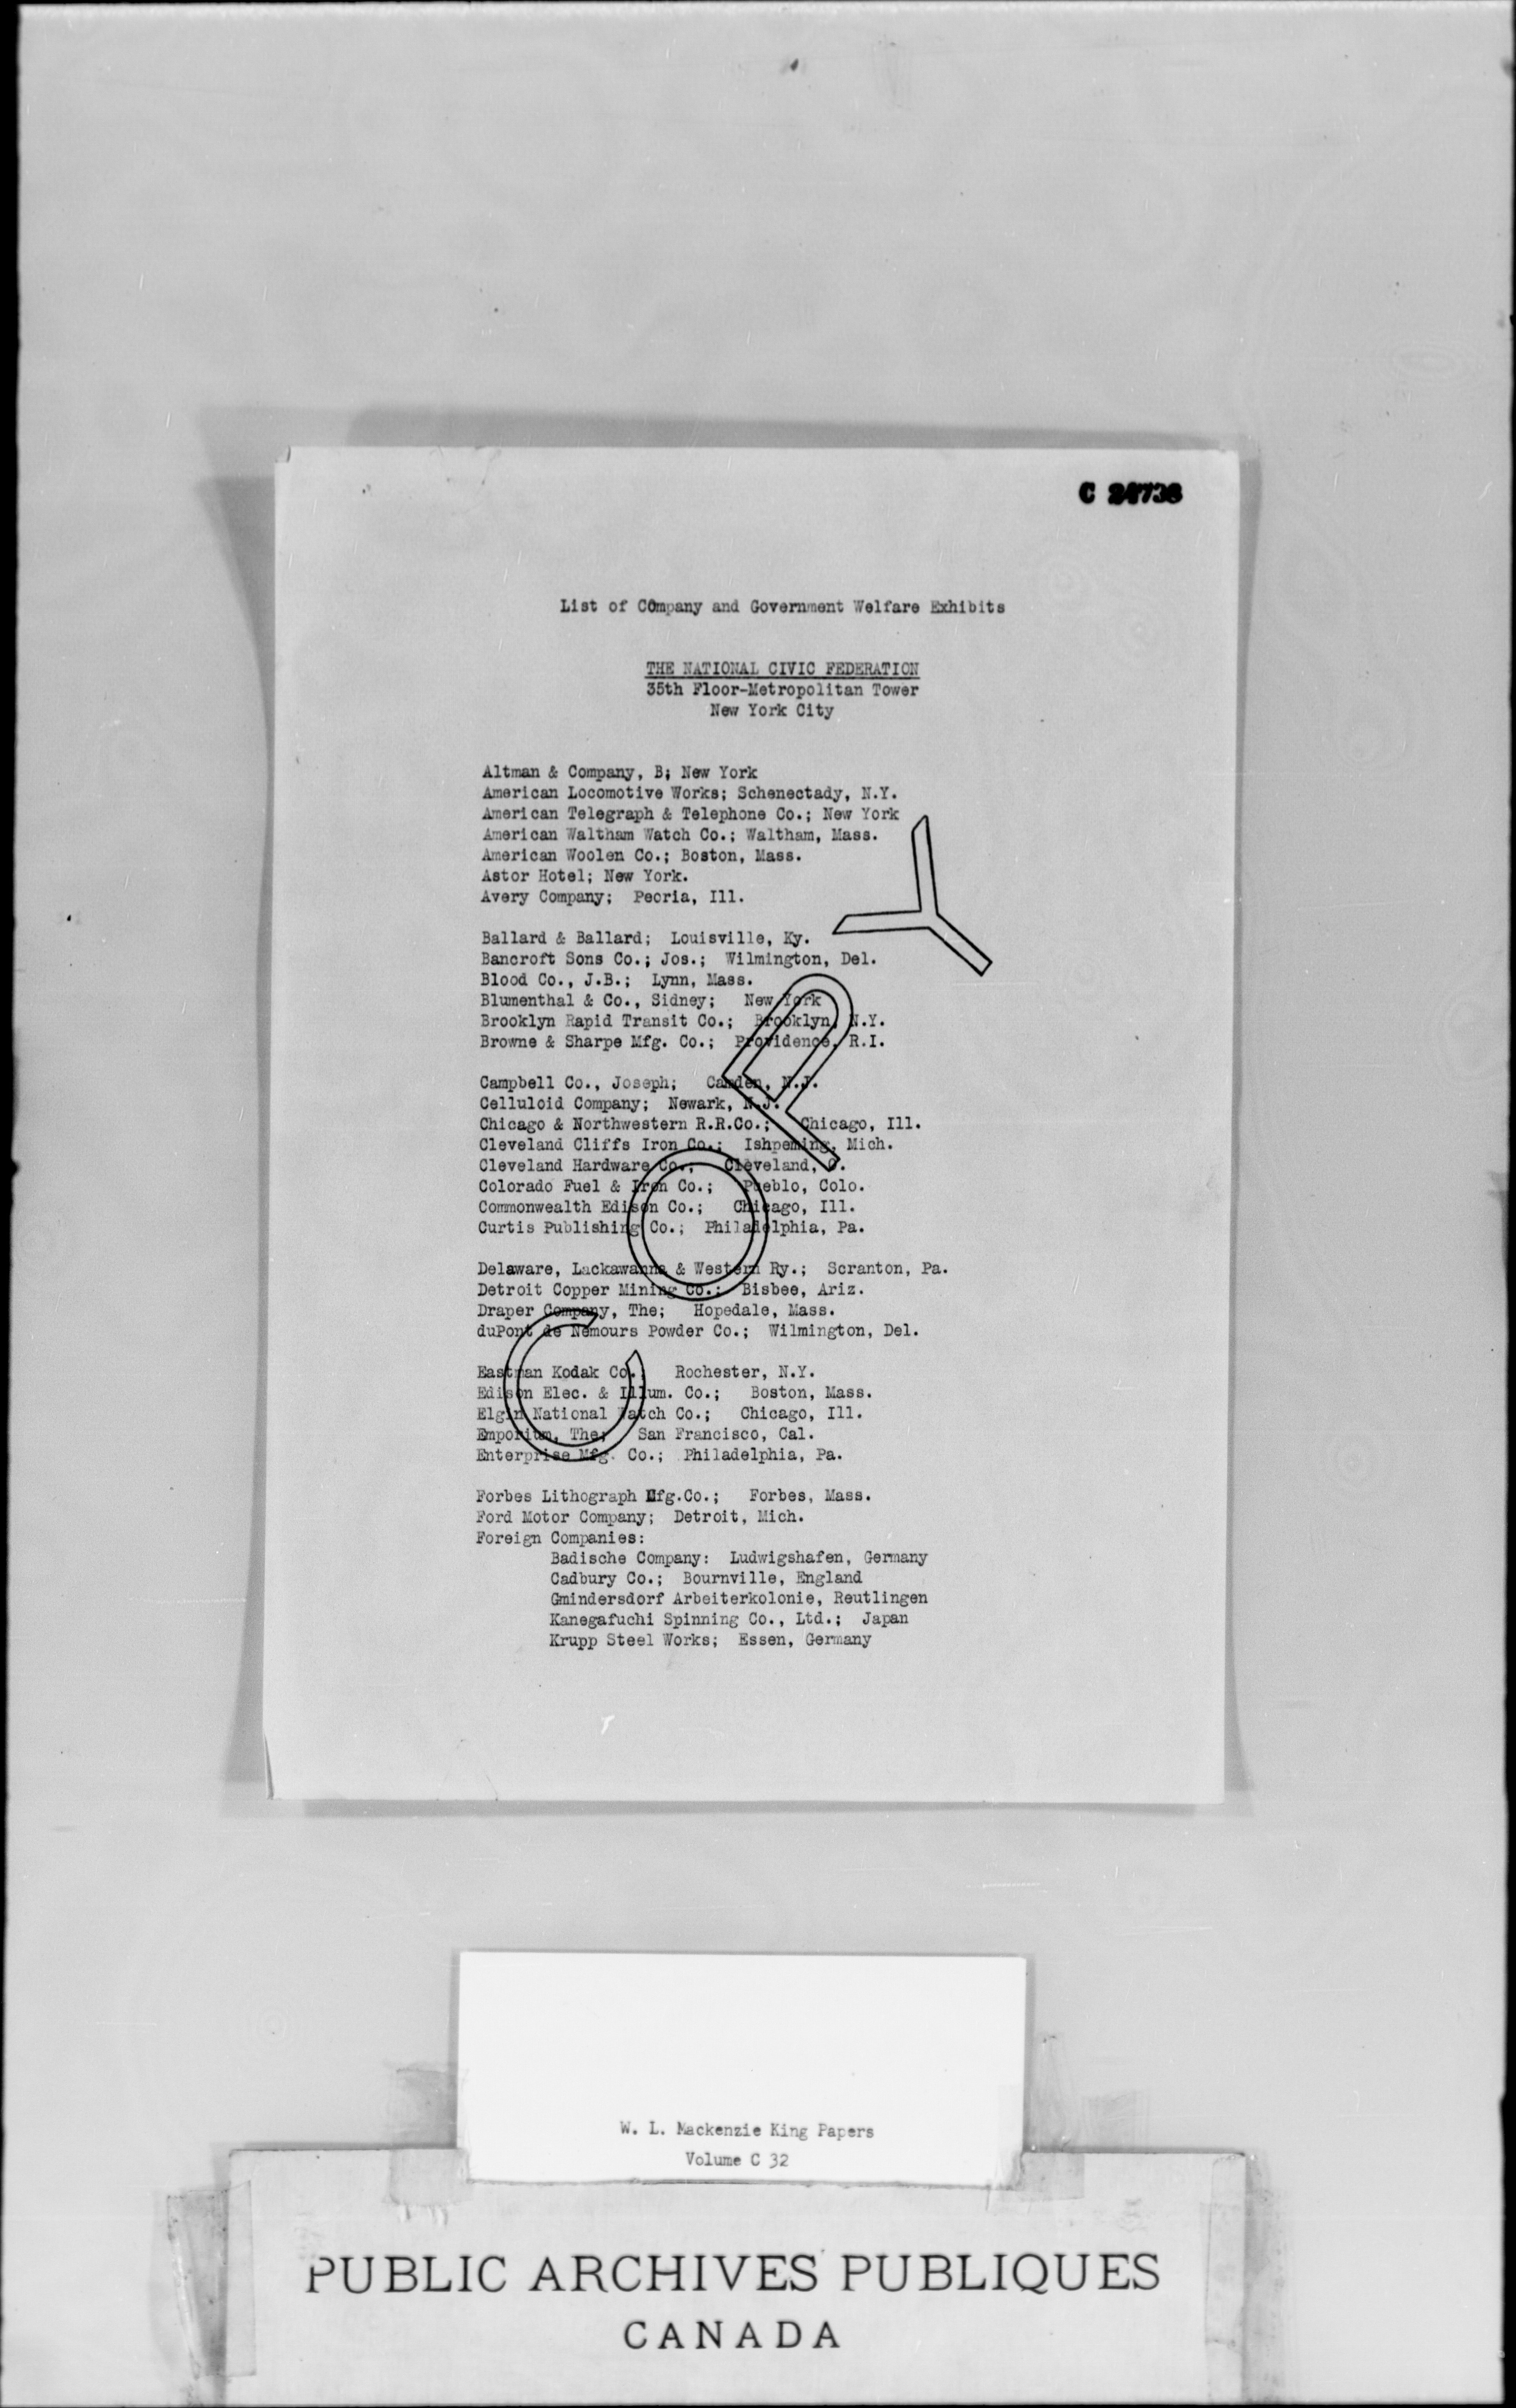 C 24738
List of COmpany and Government Welfare Exhibits
THE NATIONAL CIVIC FEDERATION
35th Floor-Metropolitan Tower
New York City
Altman & Company, B; New York
American Locomotive Works; Schenectady, N.Y.
American Telegraph & Telephone Co.; New York
American Waltham Watch Co.; Waltham, Mass.
American Woolen Co.; Boston, Mass.
Astor Hotel; New York.
Avery Company; Peoria, Ill.
Ballard & Ballard; Louisville, Ky.
Bancroft Sons Co.; Jos.; Wilmington, Del.
Blood Co., J.B.; Lynn, Mass.
Blumenthal & Co., Sidney; New York
Brooklyn Rapid Transit Co.; Brooklyn, N.Y.
Browne & Sharpe Mfg. Co.; Providence, R.I.
Campbell Co., Joseph; Camden, N.J.
Celluloid Company; Newark, N.J.
Chicago & Northwestern R.R.Co.; Chicago, Ill.
Cleveland Cliffs Iron Co.; Ishpeming, Mich.
Cleveland Hardware Co.; Cleveland, O.
Colorado Fuel & Iron Co.; Pueblo, Colo.
Commonwealth Edison Co.; Chicago, Ill.
Curtis Publishing Co.; Philadelphia, Pa.
Delaware, Lackawanna & Western Ry.; Scranton, Pa.
Detroit Copper Mining Co.; Bisbee, Ariz.
Draper Company, The; Hopedale, Mass.
duPont de Nemours Powder Co.; Wilmington, Del.
Eastman Kodak Co.; Rochester, N.Y.
Edison Elec. & Illum. Co.; Boston, Mass.
Elgin National Watch Co.; Chicago, Ill.
Emporium, The; San Francisco, Cal.
Enterprise Mfg. Co.; Philadelphia, Pa.
Forbes Lithograph Mfg.Co.; Forbes, Mass.
Ford Motor Company; Detroit, Mich.
Foreign Companies:
Badische Company: Ludwigshafen, Germany
Cadbury Co.; Bournville, England
Gmindersdorf Arbeiterkolonie, Reutlingen
Kanegafuchi Spinning Co., Ltd.; Japan
Krupp Steel Works; Essen, Germany
COPY
W. L. Mackenzie King Papers
Volume C 32
PUBLIC ARCHIVES PUBLIQUES
CANADA